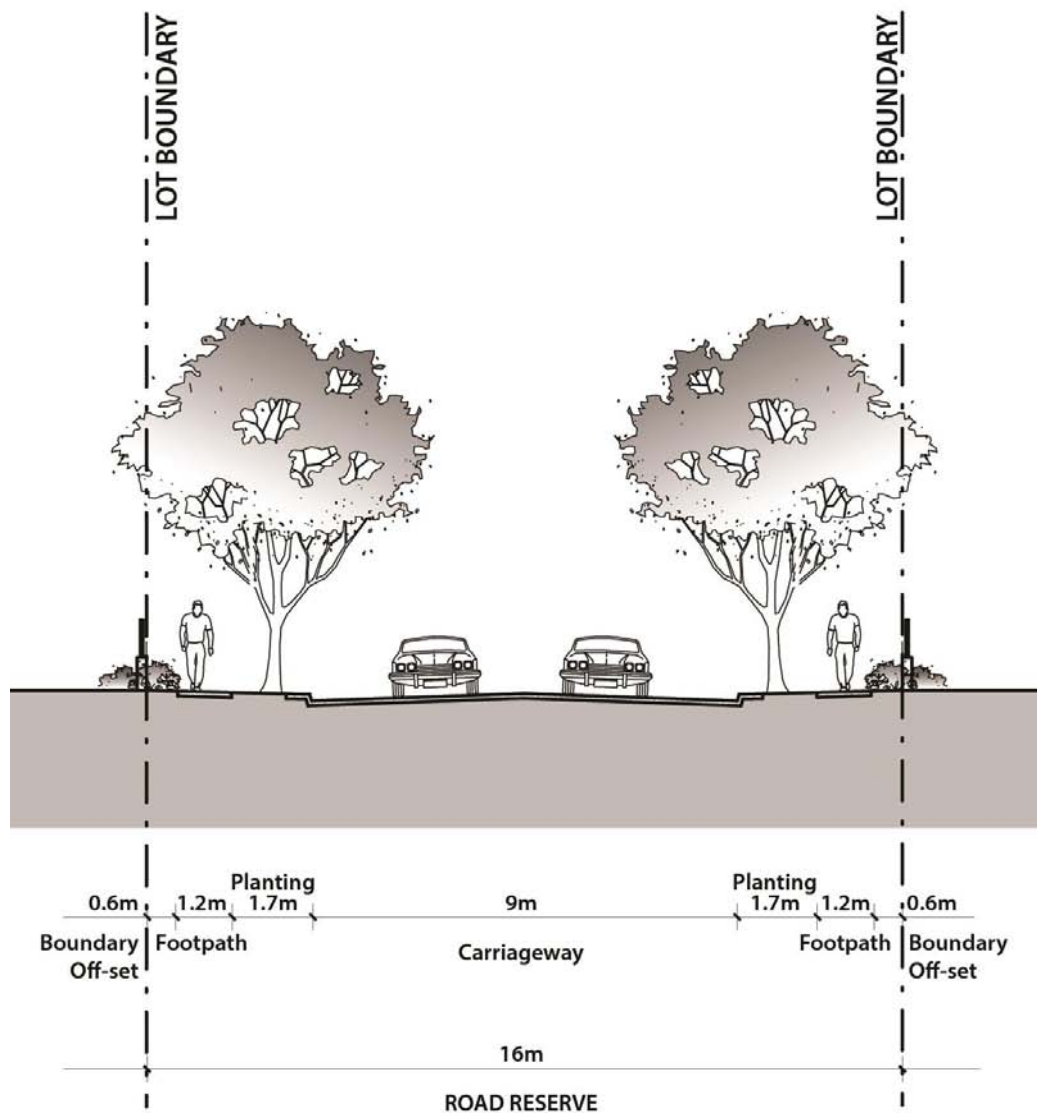 LOT BOUNDARY
LOT BOUNDARY
Planting
Planting
0.6m 1.2m 1.7m 9m 1.7m 1.2m 0.6m
Boundary Footpath Carriageway Footpath Boundary
Off-set Off-set
16m
ROAD RESERVE